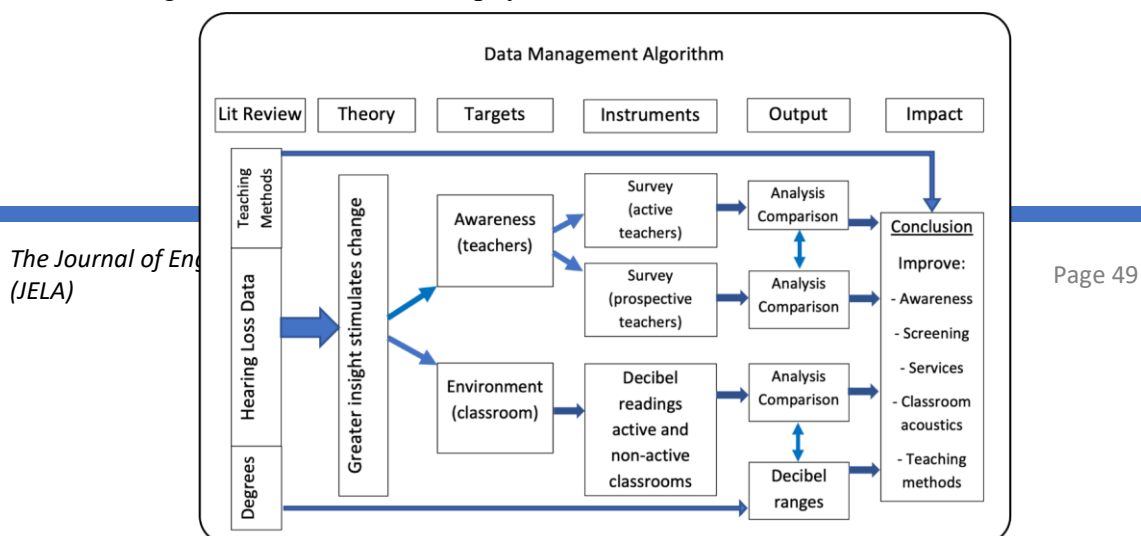 Data Management Algorithm
Lit Review
Theory
Targets
Instruments
Output
Impact
Teaching
Methods
Hearing Loss Data
Degrees
Greater insight stimulates change
Awareness
(teachers)
Environment
(classroom)
Survey
(active
teachers)
Survey
(prospective
teachers)
Decibel
readings
active and
non-active
classrooms
Analysis
Comparison
Analysis
Comparison
Analysis
Comparison
Decibel
ranges
Conclusion
Improve:
- Awareness
- Screening
- Services
- Classroom
acoustics
- Teaching
methods
The Journal of Eng
(JELA)
Page 49